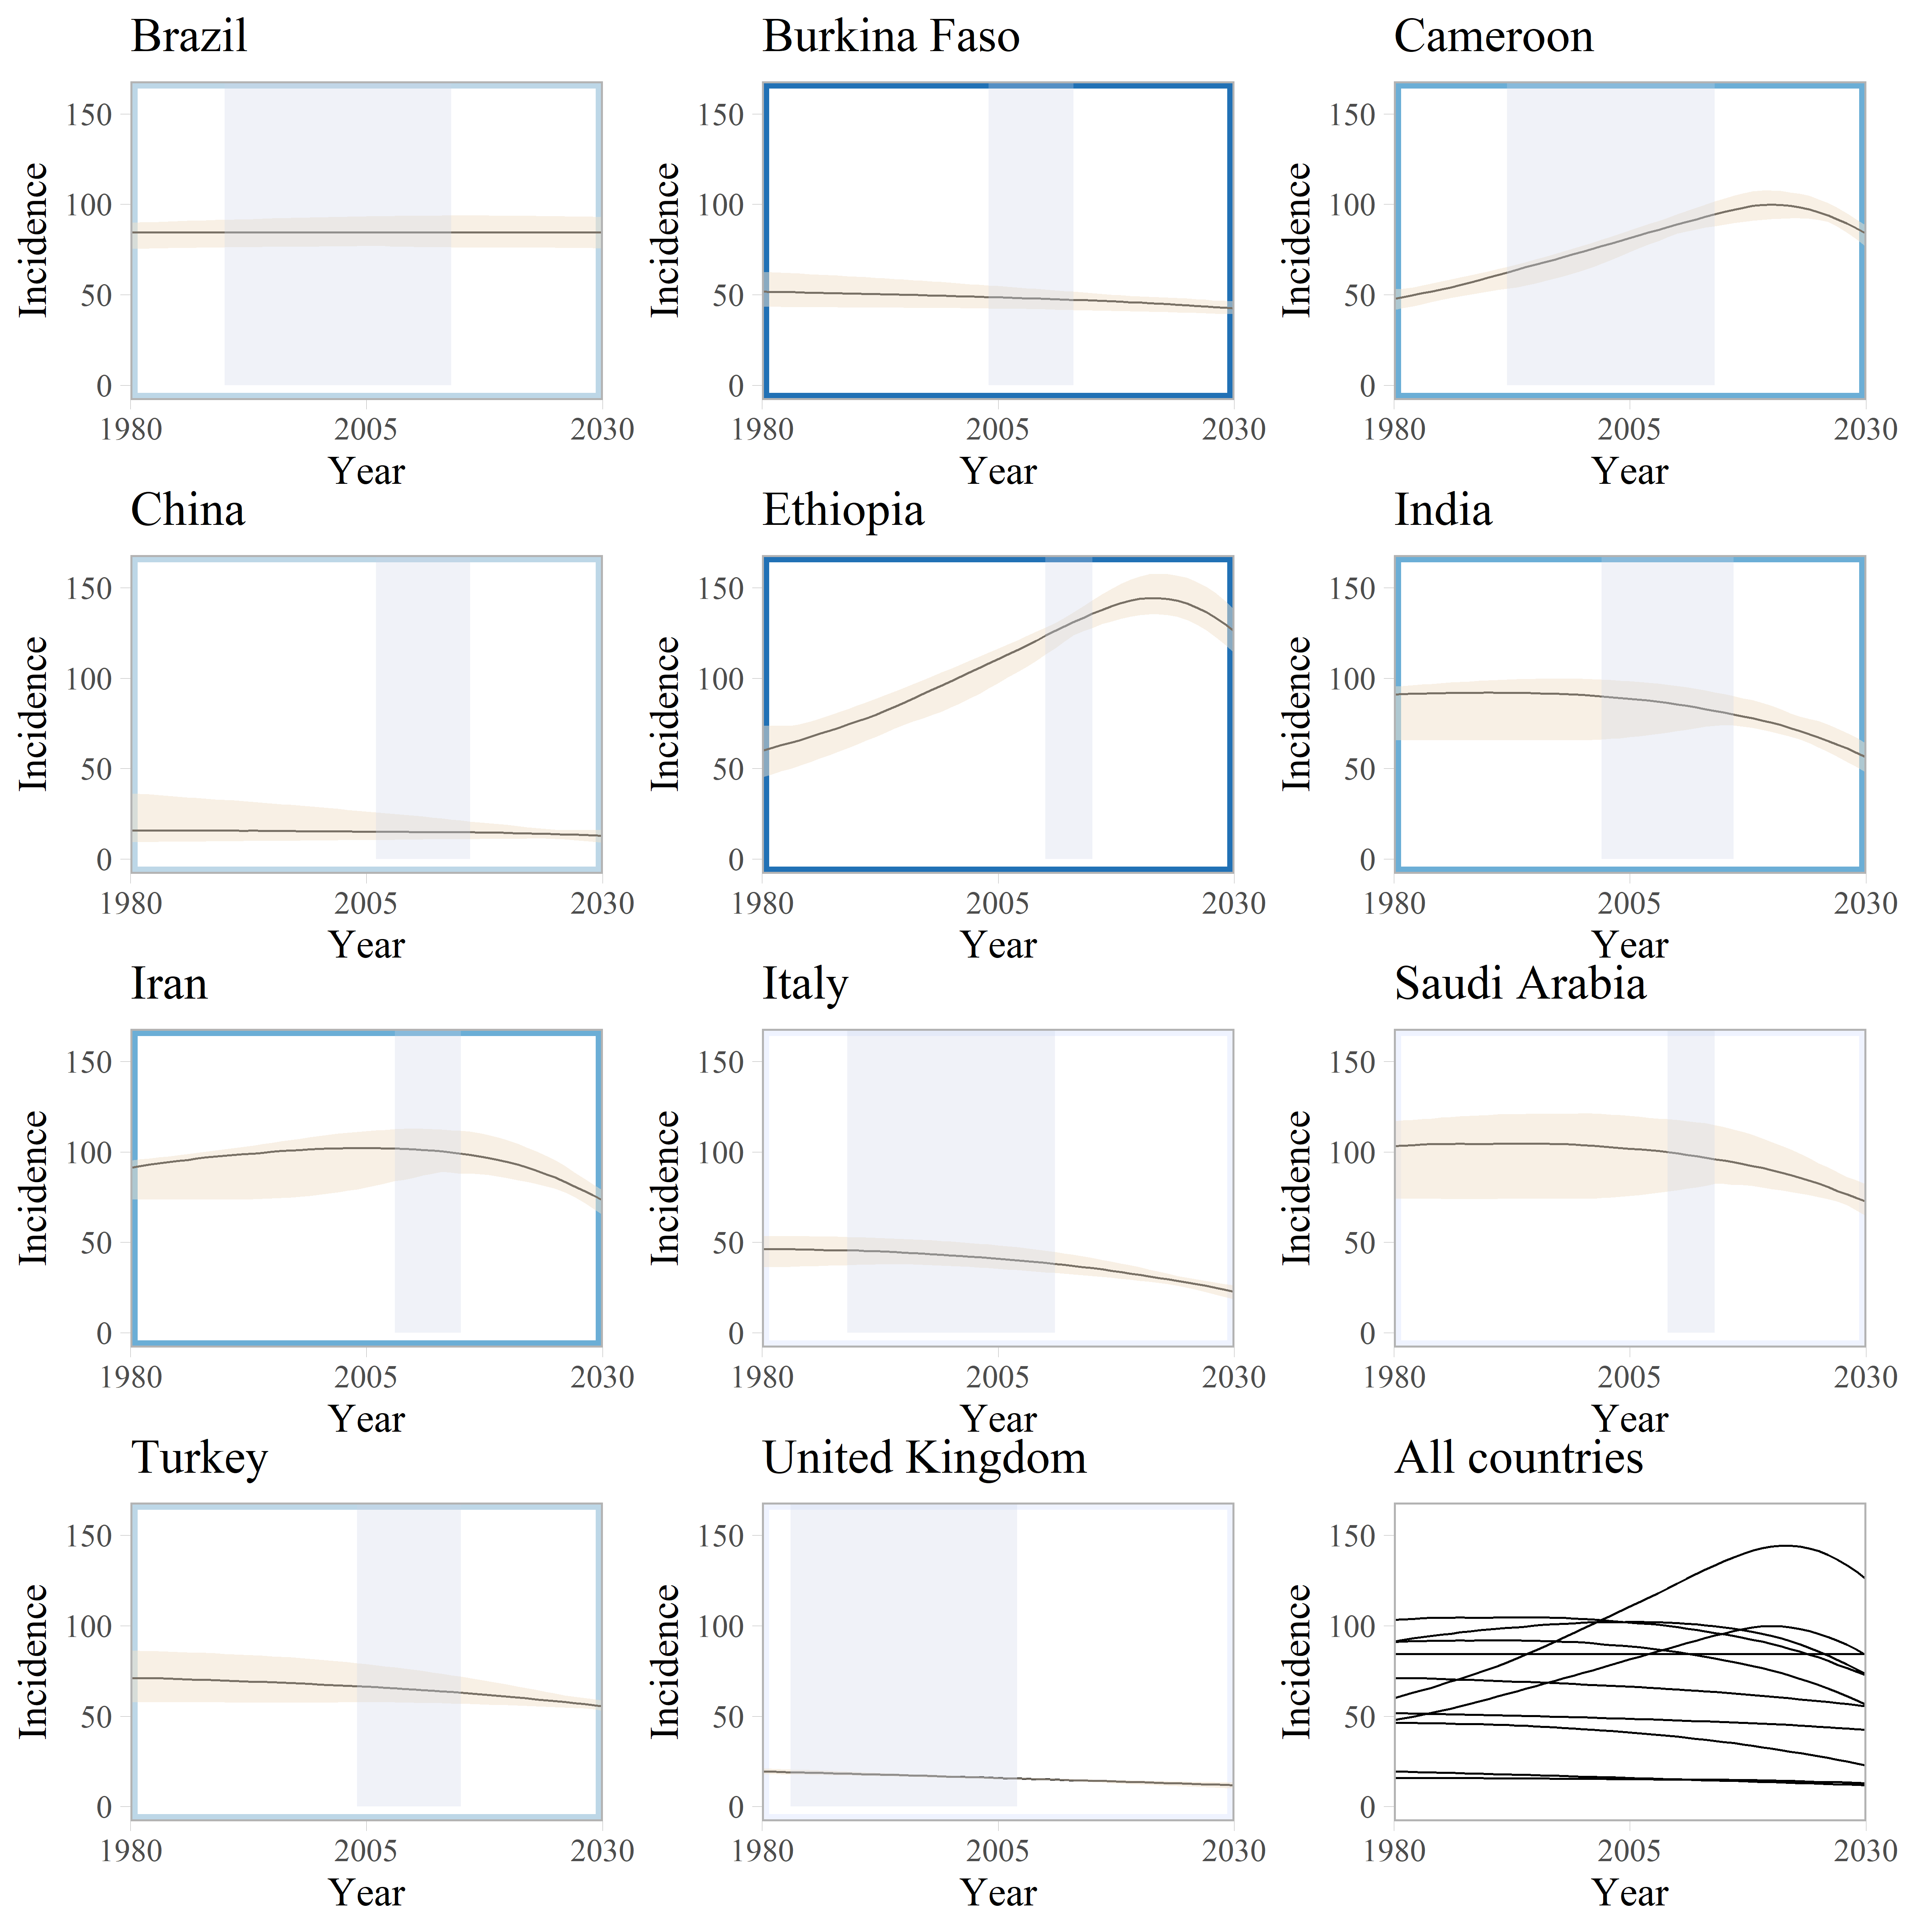 Brazil
Burkina Faso
Cameroon
Incidence
150
100
50
0
1980
2005
2030
Year
Incidence
150
100
50
0
1980
2005
2030
Year
Incidence
150
100
50
0
1980
2005
2030
Year
China
Ethiopia
India
Incidence
150
100
50
0
1980
2005
2030
Year
Incidence
150
100
50
0
1980
2005
2030
Year
Incidence
150
100
50
0
1980
2005
2030
Year
Iran
Italy
Saudi Arabia
Incidence
150
100
50
0
1980
2005
2030
Year
Incidence
150
100
50
0
1980
2005
2030
Year
Incidence
150
100
50
0
1980
2005
2030
Year
Turkey
United Kingdom
All countries
Incidence
150
100
50
0
1980
2005
2030
Year
Incidence
150
100
50
0
1980
2005
2030
Year
Incidence
150
100
50
0
1980
2005
2030
Year